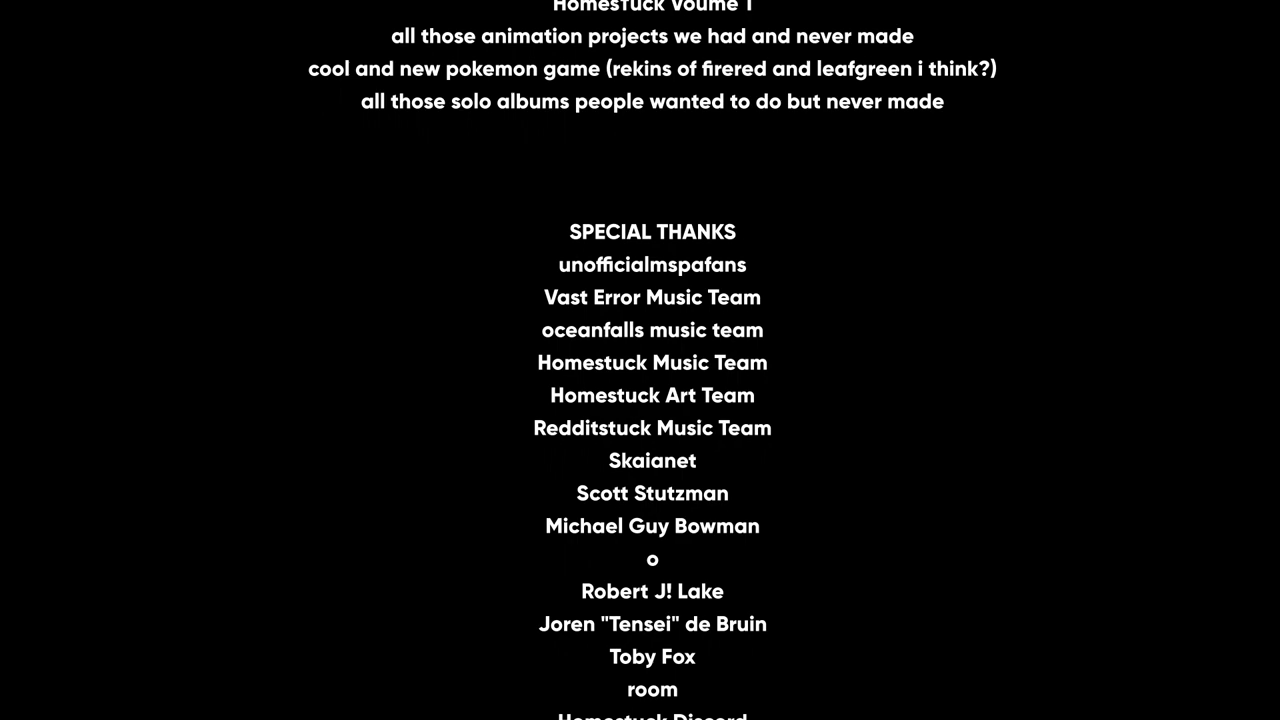 Homestuck Voume 1
all those animation projects we had and never made
cool and new pokemon game (rekins of firered and leafgreen i think?)
all those solo albums people wanted to do but never made
SPECIAL THANKS
unofficialmspafans
Vast Error Music Team
oceanfalls music team
Homestuck Music Team
Homestuck Art Team
Redditstuck Music Team
Skaianet
Scott Stutzman
Michael Guy Bowman
o
Robert J! Lake
Joren "Tensei" de Bruin
Toby Fox
room
Homestuck Discord